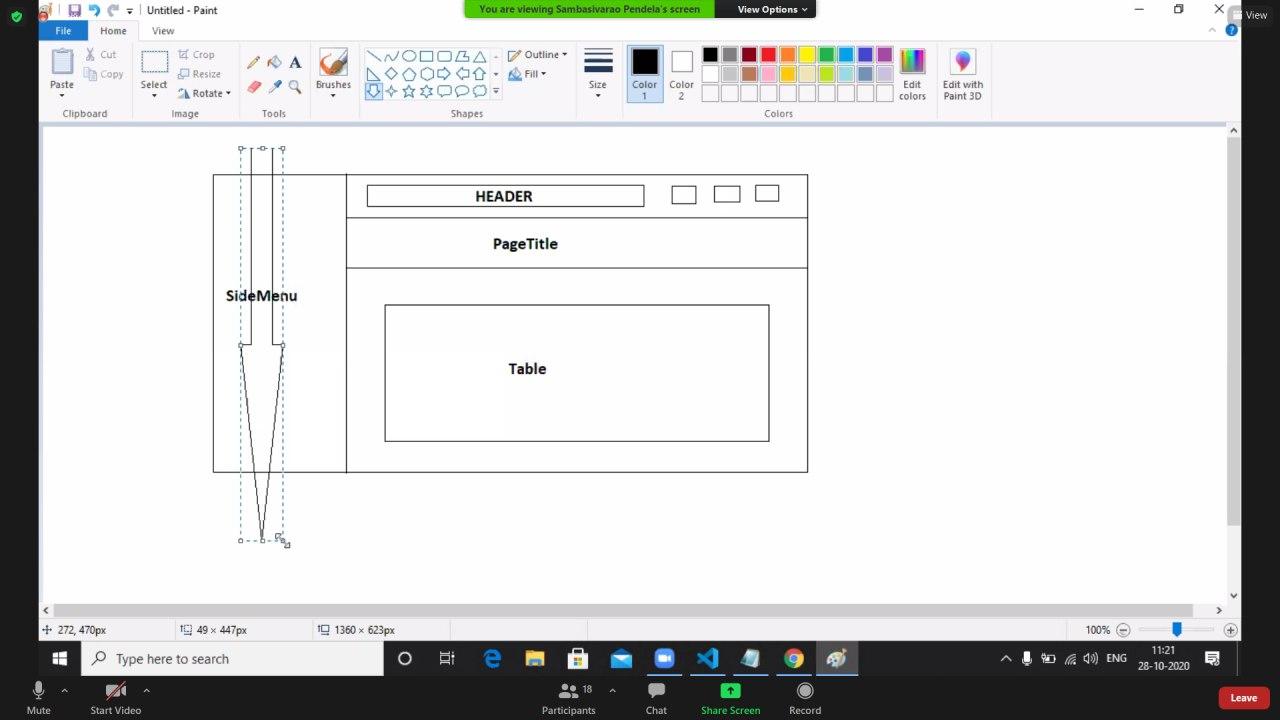 Untitled - Paint
You are viewing Sambasivarao Pendela's screen
View Options
View
File
Home
View
Paste
Cut
Copy
Select
Crop
Resize
Rotate
A
Brushes
Outline
Fill
Size
Color
1
Color
2
Edit
colors
Edit with
Paint 3D
Clipboard
Image
Tools
Shapes
Colors
HEADER
PageTitle
SideMenu
Table
272, 470px
49 × 447px
1360 × 623px
100%
Type here to search
ENG
11:21
28-10-2020
Mute
Start Video
Participants
18
Chat
Share Screen
Record
Leave